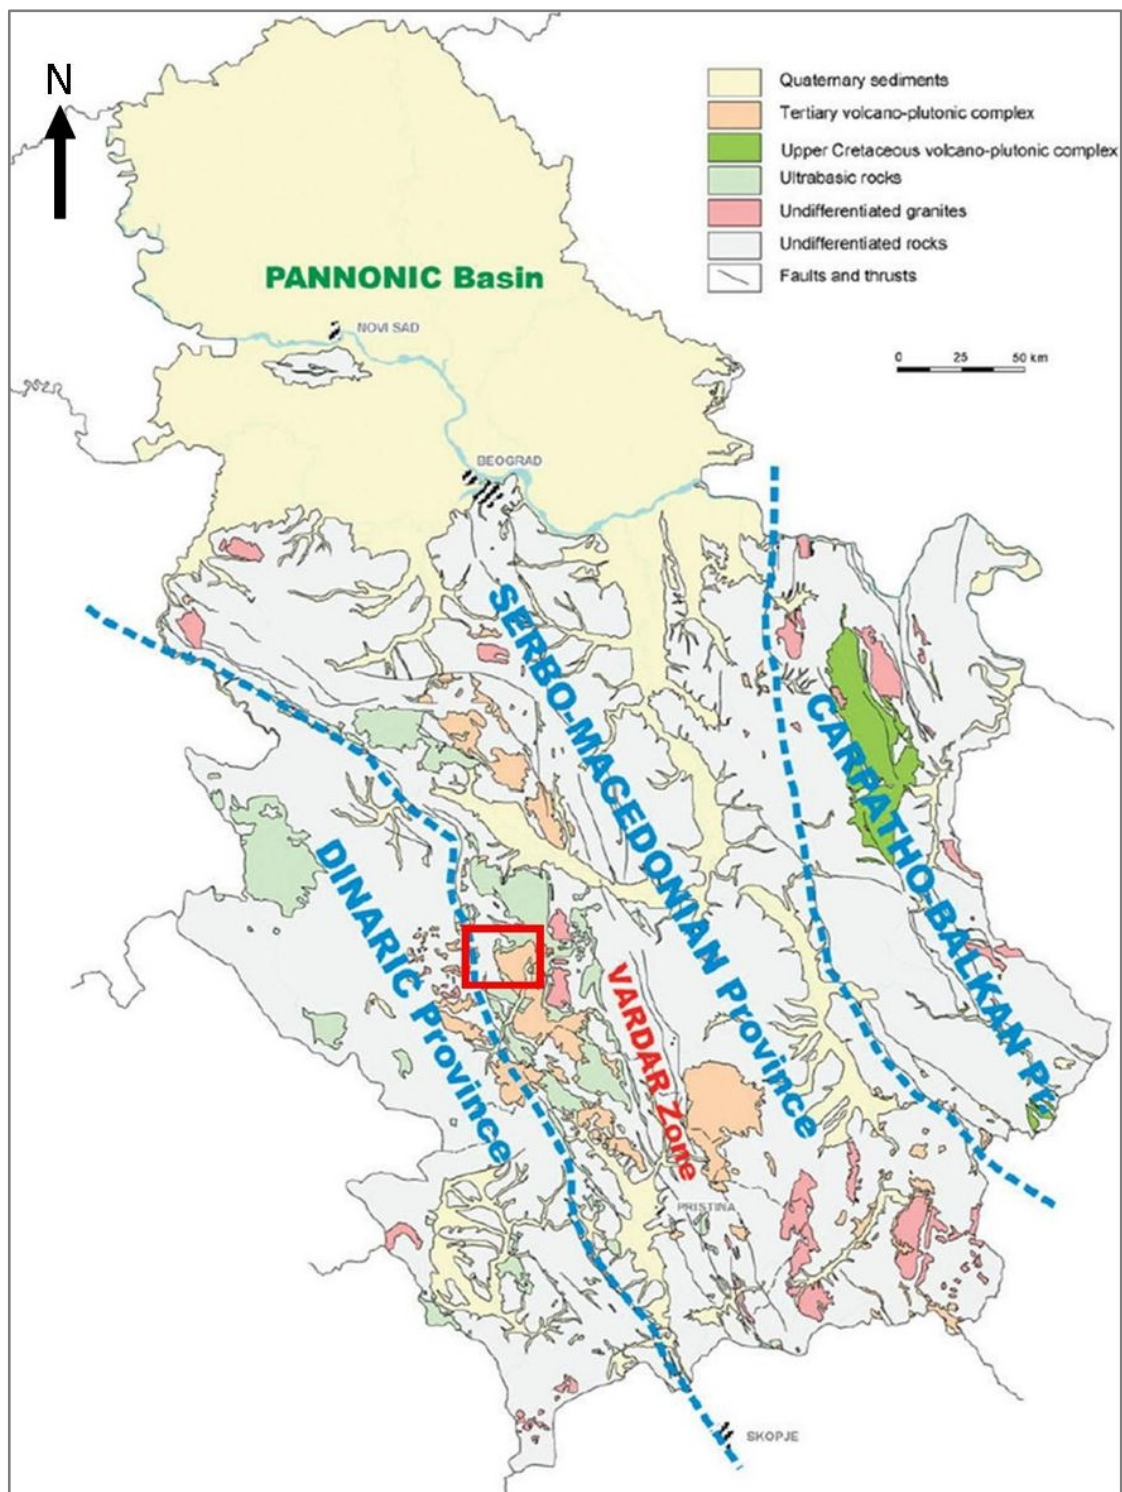 N
Quaternary sediments
Tertiary volcano-plutonic complex
Upper Cretaceous volcano-plutonic complex
Ultrabasic rocks
Undifferentiated granites
Undifferentiated rocks
Faults and thrusts
PANNONIC Basin
NOVI SAD
0 25 50 km
BEOGRAD
SERBO-MACEDONIAN Province
CARPATHO-BALKAN Pr.
DINARIC Province
VARDAR Zone
PRISTINA
SKOPJE